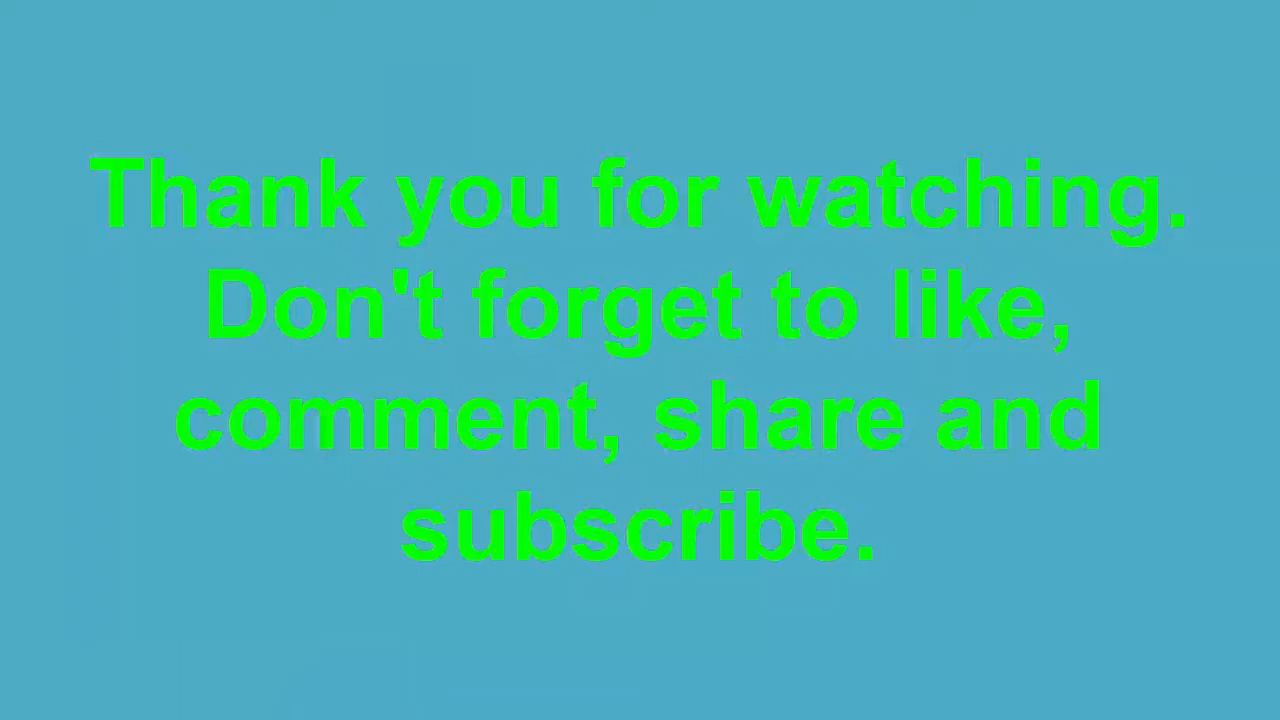 Thank you for watching.
Don't forget to like,
comment, share and
subscribe.